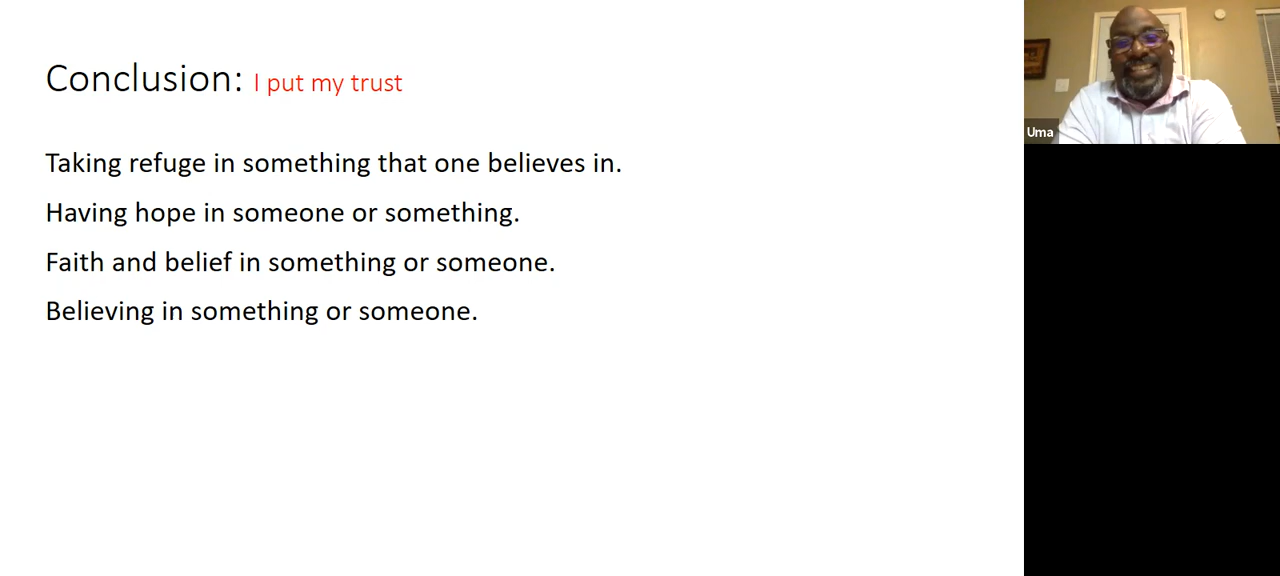 Conclusion: I put my trust
Taking refuge in something that one believes in.
Having hope in someone or something.
Faith and belief in something or someone.
Believing in something or someone.
Uma